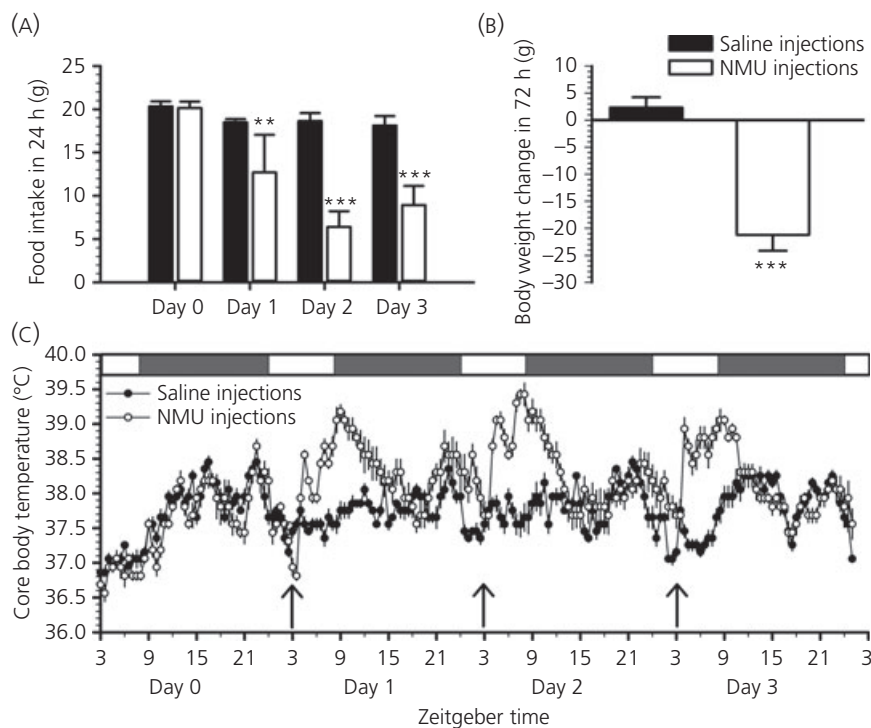 (A)
Food intake in 24 h (g)
25
20
15
10
5
0
**
***
***
Day 0 Day 1 Day 2 Day 3
(B)
Saline injections
NMU injections
Body weight change in 72 h (g)
10
5
0
−5
−10
−15
−20
−25
−30
***
(C)
Core body temperature (°C)
40.0
39.5
39.0
38.5
38.0
37.5
37.0
36.5
36.0
Saline injections
NMU injections
3 9 15 21 3 9 15 21 3 9 15 21 3 9 15 21 3
Day 0 Day 1 Day 2 Day 3
Zeitgeber time